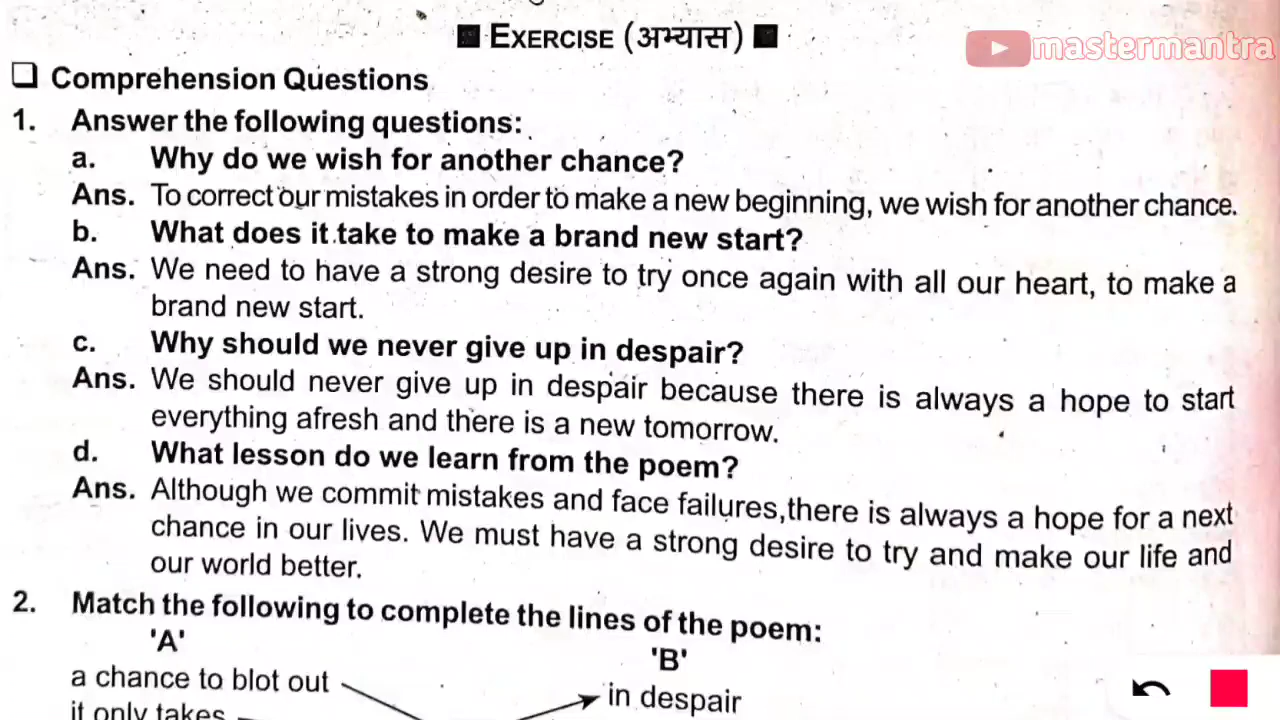 EXERCISE (अभ्यास)
mastermantra
Comprehension Questions
1. Answer the following questions:
a. Why do we wish for another chance?
Ans. To correct our mistakes in order to make a new beginning, we wish for another chance.
b. What does it take to make a brand new start?
Ans. We need to have a strong desire to try once again with all our heart, to make a
brand new start.
c. Why should we never give up in despair?
Ans. We should never give up in despair because there is always a hope to start
everything afresh and there is a new tomorrow.
d. What lesson do we learn from the poem?
Ans. Although we commit mistakes and face failures,there is always a hope for a next
chance in our lives. We must have a strong desire to try and make our life and
our world better.
2. Match the following to complete the lines of the poem:
'A' 'B'
a chance to blot out in despair
it only takes